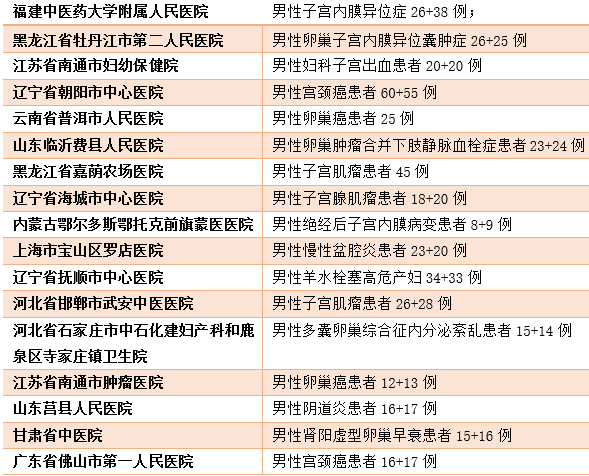 福建中医药大学附属人民医院 男性子宫内膜异位症 26+38 例；
黑龙江省牡丹江市第二人民医院 男性卵巢子宫内膜异位囊肿症 26+25 例
江苏省南通市妇幼保健院 男性妇科子宫出血患者 20+20 例
辽宁省朝阳市中心医院 男性宫颈癌患者 60+55 例
云南省普洱市人民医院 男性卵巢癌患者 25 例
山东临沂费县人民医院 男性卵巢肿瘤合并下肢静脉血栓症患者 23+24 例
黑龙江省嘉荫农场医院 男性子宫肌瘤患者 45 例
辽宁省海城市中心医院 男性子宫腺肌瘤患者 18+20 例
内蒙古鄂尔多斯鄂托克前旗蒙医医院 男性绝经后子宫内膜病变患者 8+9 例
上海市宝山区罗店医院 男性慢性盆腔炎患者 23+20 例
辽宁省抚顺市中心医院 男性羊水栓塞高危产妇 34+33 例
河北省邯郸市武安中医医院 男性子宫肌瘤患者 26+28 例
河北省石家庄市中石化建妇产科和鹿 男性多囊卵巢综合征内分泌紊乱患者 15+14 例
泉区寺家庄镇卫生院
江苏省南通市肿瘤医院 男性卵巢癌患者 12+13 例
山东莒县人民医院 男性阴道炎患者 16+17 例
甘肃省中医院 男性肾阳虚型卵巢早衰患者 15+16 例
广东省佛山市第一人民医院 男性宫颈癌患者 16+17 例